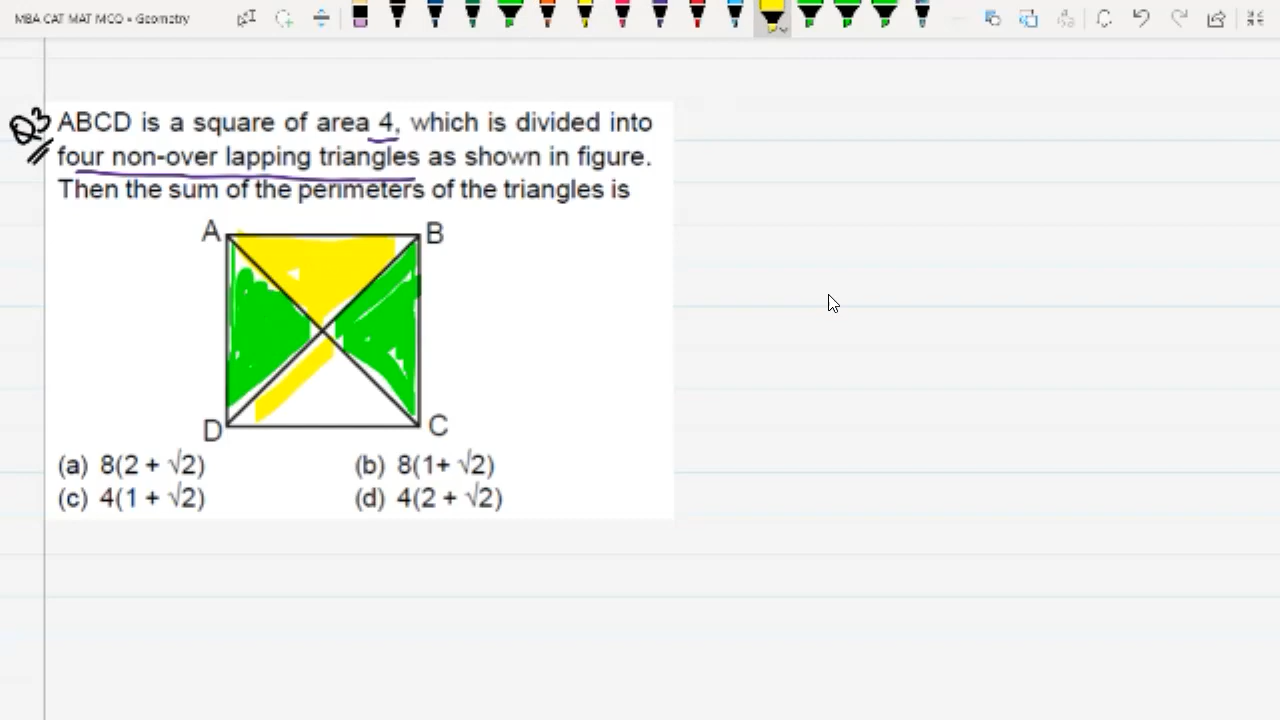 MBA CAT MAT MCQ » Geometry
Q3 ABCD is a square of area 4, which is divided into
four non-over lapping triangles as shown in figure.
Then the sum of the perimeters of the triangles is
A B
D C
(a) 8(2 + √2) (b) 8(1+ √2)
(c) 4(1 + √2) (d) 4(2 + √2)